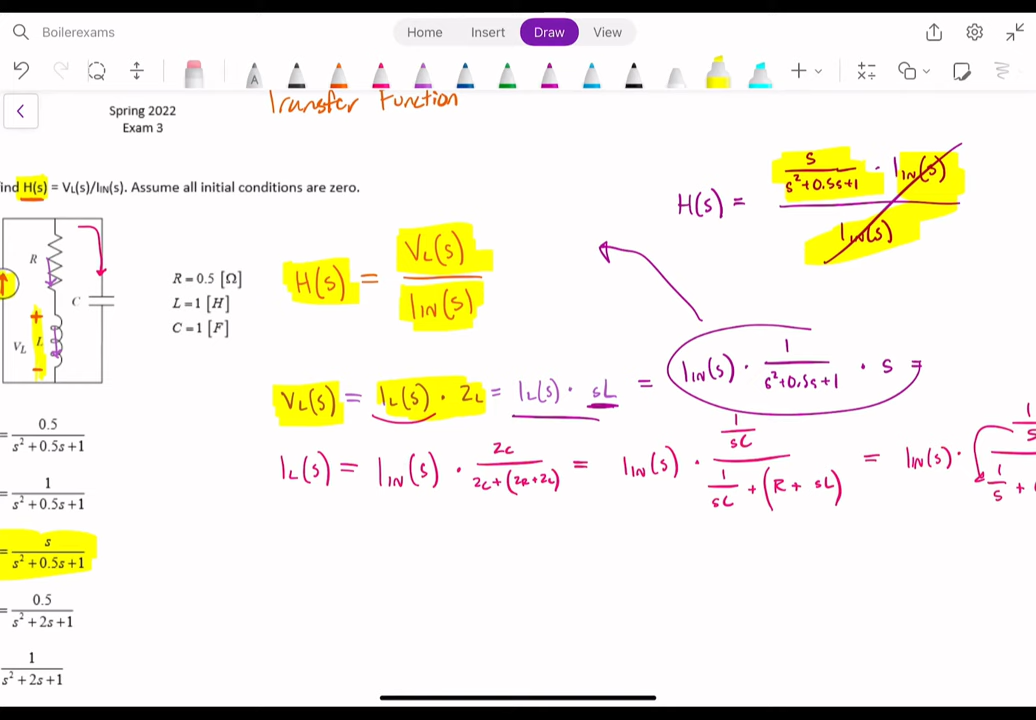 Boilerexams
Home Insert Draw View
A
Transfer Function
Spring 2022
Exam 3
ind H(s) = VL(s)/IIN(s). Assume all initial conditions are zero.
R
C
VL
L
+
-
R = 0.5 [Ω]
L = 1 [H]
C = 1 [F]
H(s) = VL(s) / IIN(s)
H(s) = s/(s²+0.5s+1) · IIN(s) / IIN(s)
VL(s) = IL(s) · ZL = IL(s) · sL = IIN(s) · 1/(s²+0.5s+1) · s =
IL(s) = IIN(s) · ZC/(ZC+(ZR+ZL)) = IIN(s) · (1/sC)/(1/sC + (R + sL)) = IIN(s) · 1/s / 1/s +
= 0.5/(s² + 0.5s + 1)
= 1/(s² + 0.5s + 1)
= s/(s² + 0.5s + 1)
= 0.5/(s² + 2s + 1)
1/(s² + 2s + 1)